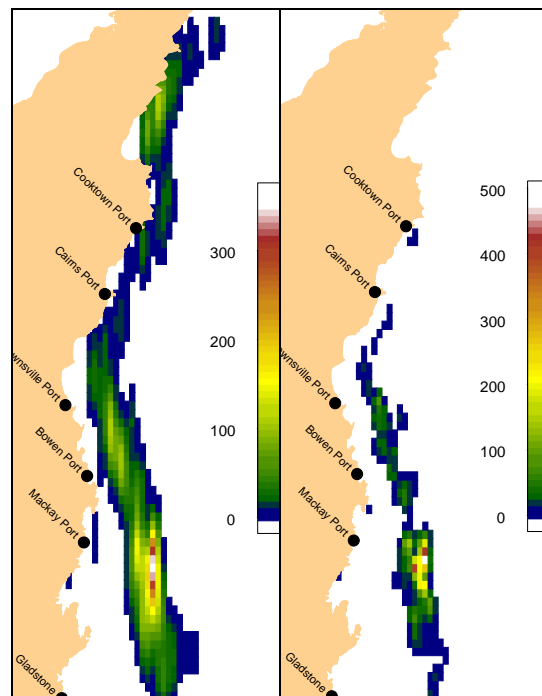 Cooktown Port
Cairns Port
wnsville Port
Bowen Port
Mackay Port
Gladstone
300
200
100
0
Cooktown Port
Cairns Port
ownsville Port
Bowen Port
Mackay Port
Gladstone
500
400
300
200
100
0